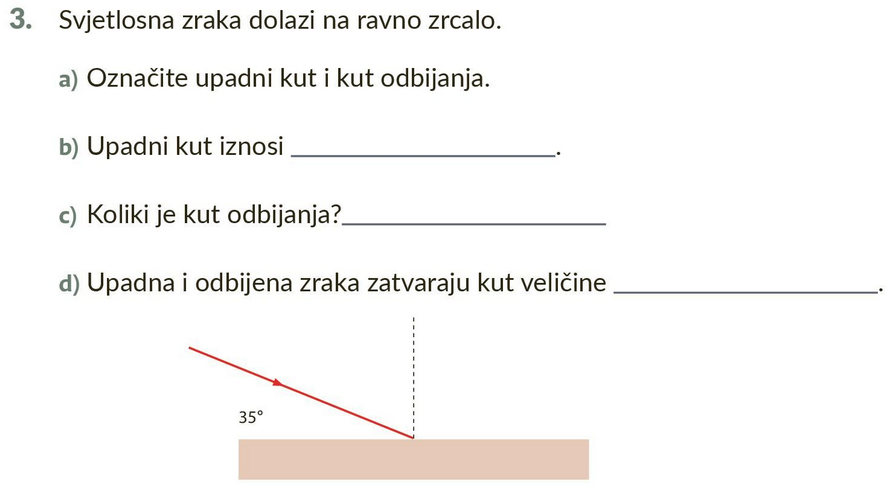 3. Svjetlosna zraka dolazi na ravno zrcalo.
a) Označite upadni kut i kut odbijanja.
b) Upadni kut iznosi ____________________.
c) Koliki je kut odbijanja?____________________
d) Upadna i odbijena zraka zatvaraju kut veličine ____________________.
35°